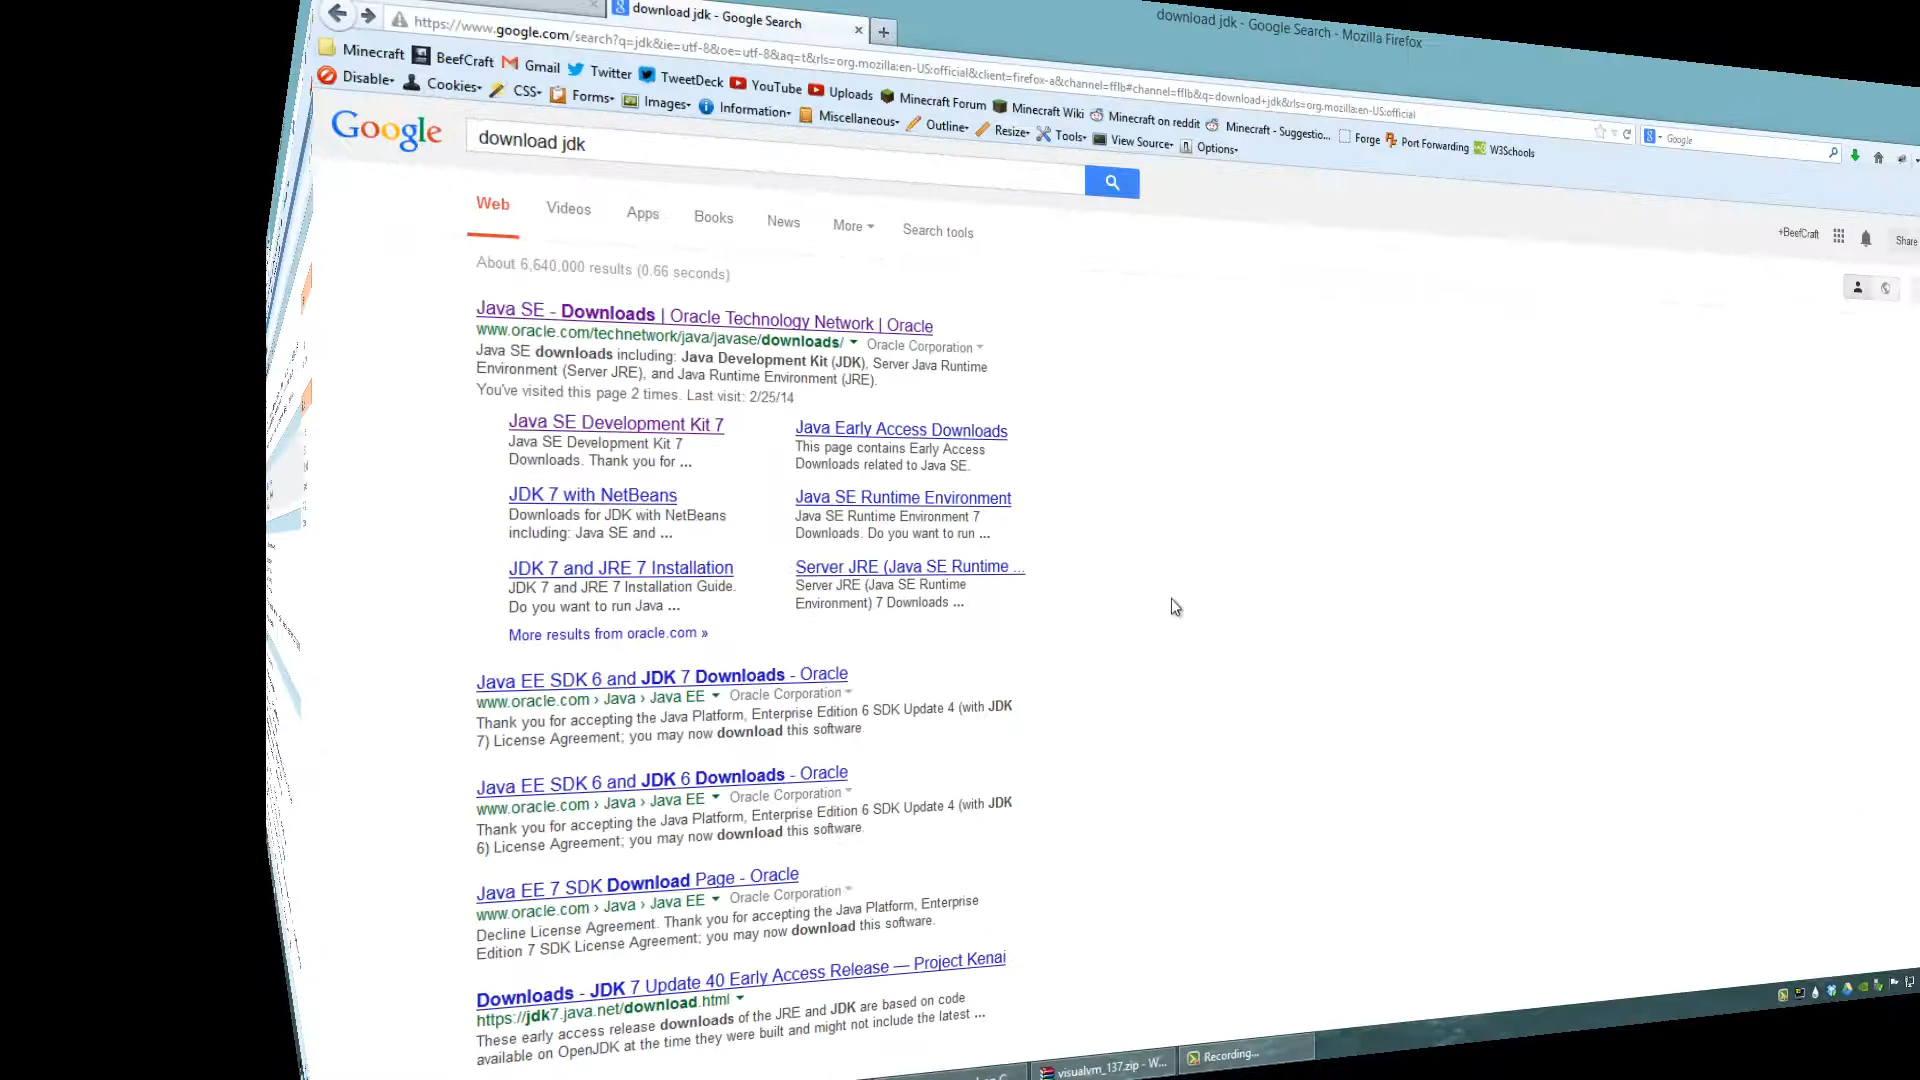 download jdk - Google Search - Mozilla Firefox
download jdk - Google Search
https://www.google.com/search?q=jdk&ie=utf-8&oe=utf-8&aq=t&rls=org.mozilla:en-US:official&client=firefox-a&channel=fflb#channel=fflb&q=download+jdk&rls=org.mozilla:en-US:official
Google
Minecraft BeefCraft Gmail Twitter TweetDeck YouTube Uploads Minecraft Forum Minecraft Wiki Minecraft on reddit Minecraft - Suggestio... Forge Port Forwarding W3Schools
Disable Cookies CSS Forms Images Information Miscellaneous Outline Resize Tools View Source Options
Google download jdk
+BeefCraft Share
Web Videos Apps Books News More Search tools
About 6,640,000 results (0.66 seconds)
Java SE - Downloads | Oracle Technology Network | Oracle
www.oracle.com/technetwork/java/javase/downloads/ Oracle Corporation
Java SE downloads including: Java Development Kit (JDK), Server Java Runtime
Environment (Server JRE), and Java Runtime Environment (JRE).
You've visited this page 2 times. Last visit: 2/25/14
Java SE Development Kit 7
Java SE Development Kit 7
Downloads. Thank you for ...
Java Early Access Downloads
This page contains Early Access
Downloads related to Java SE.
JDK 7 with NetBeans
Downloads for JDK with NetBeans
including: Java SE and ...
Java SE Runtime Environment
Java SE Runtime Environment 7
Downloads. Do you want to run ...
JDK 7 and JRE 7 Installation
JDK 7 and JRE 7 Installation Guide.
Do you want to run Java ...
Server JRE (Java SE Runtime ...
Server JRE (Java SE Runtime
Environment) 7 Downloads ...
More results from oracle.com »
Java EE SDK 6 and JDK 7 Downloads - Oracle
www.oracle.com › Java › Java EE Oracle Corporation
Thank you for accepting the Java Platform, Enterprise Edition 6 SDK Update 4 (with JDK
7) License Agreement; you may now download this software.
Java EE SDK 6 and JDK 6 Downloads - Oracle
www.oracle.com › Java › Java EE Oracle Corporation
Thank you for accepting the Java Platform, Enterprise Edition 6 SDK Update 4 (with JDK
6) License Agreement; you may now download this software.
Java EE 7 SDK Download Page - Oracle
www.oracle.com › Java › Java EE Oracle Corporation
Decline License Agreement. Thank you for accepting the Java Platform, Enterprise
Edition 7 SDK License Agreement; you may now download this software.
Downloads - JDK 7 Update 40 Early Access Release — Project Kenai
https://jdk7.java.net/download.html
These early access release downloads of the JRE and JDK are based on code
available on OpenJDK at the time they were built and might not include the latest ...
visualvm_137.zip - W... Recording...